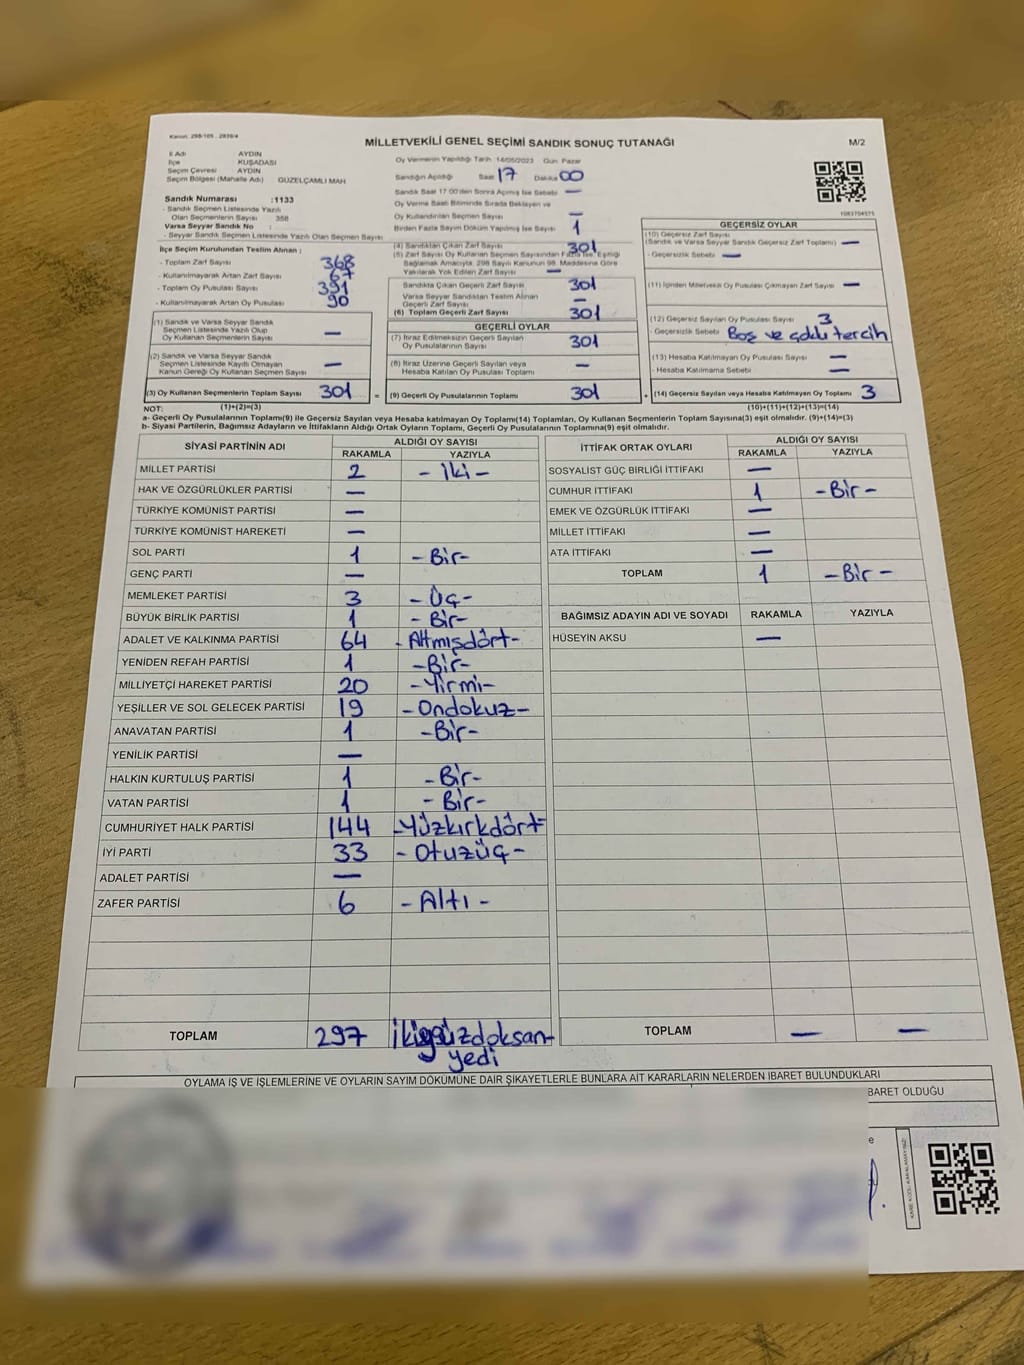 Kanun: 298/105
MİLLETVEKİLİ GENEL SEÇİMİ SANDIK SONUÇ TUTANAĞI
M/2
İl Adı AYDIN
İlçe KUŞADASI
Seçim Çevresi AYDIN
Seçim Bölgesi (Mahalle Adı) GÜZELÇAMLI MAH
Sandık Numarası :1133
- Sandık Seçmen Listesinde Yazılı
Olan Seçmenlerin Sayısı 358
Varsa Seyyar Sandık No :
- Seyyar Sandık Seçmen Listesinde Yazılı Olan Seçmen Sayısı
İlçe Seçim Kurulundan Teslim Alınan ;
- Toplam Zarf Sayısı 368
- Kullanılmayarak Artan Zarf Sayısı 67
- Toplam Oy Pusulası Sayısı 391
- Kullanılmayarak Artan Oy Pusulası 90
(1) Sandık ve Varsa Seyyar Sandık
Seçmen Listesinde Yazılı Olup
Oy Kullanan Seçmenlerin Sayısı —
(2) Sandık ve Varsa Seyyar Sandık
Seçmen Listesinde Kayıtlı Olmayan
Kanun Gereği Oy Kullanan Seçmen Sayısı —
(3) Oy Kullanan Seçmenlerin Toplam Sayısı 301
Oy Vermenin Yapıldığı Tarih 14/05/2023 Gün Pazar
Sandığın Açıldığı Saat 17 Dakika 00
Sandık Saat 17 00'den Sonra Açılmış İse Sebebi —
Oy Verme Saati Bitiminde Sırada Bekleyen ve
Oy Kullandırılan Seçmen Sayısı —
Birden Fazla Sayım Döküm Yapılmış İse Sayısı 1
(4) Sandıktan Çıkan Zarf Sayısı 301
(5) Zarf Sayısı Oy Kullanan Seçmen Sayısından Fazla İse, Eşitliği
Sağlamak Amacıyla, 298 Sayılı Kanunun 98. Maddesine Göre
Yakılarak Yok Edilen Zarf Sayısı —
Sandıkta Çıkan Geçerli Zarf Sayısı 301
Varsa Seyyar Sandıktan Teslim Alınan
Geçerli Zarf Sayısı —
(6) Toplam Geçerli Zarf Sayısı 301
GEÇERLİ OYLAR
(7) İtiraz Edilmeksizin Geçerli Sayılan
Oy Pusulalarının Sayısı 301
(8) İtiraz Üzerine Geçerli Sayılan veya
Hesaba Katılan Oy Pusulası Toplamı —
= (9) Geçerli Oy Pusulası Toplamı 301
1083754575
GEÇERSİZ OYLAR
(10) Geçersiz Zarf Sayısı
(Sandık ve Varsa Seyyar Sandık Geçersiz Zarf Toplamı) —
- Geçersizlik Sebebi —
(11) İçinden Milletvekili Oy Pusulası Çıkmayan Zarf Sayısı —
(12) Geçersiz Sayılan Oy Pusulası Sayısı 3
- Geçersizlik Sebebi Boş ve çoklu tercih
(13) Hesaba Katılmayan Oy Pusulası Sayısı —
- Hesaba Katılmama Sebebi —
+ (14) Geçersiz Sayılan veya Hesaba Katılmayan Oy Toplamı 3
NOT: (1)+(2)=(3) (10)+(11)+(12)+(13)=(14)
a- Geçerli Oy Pusulalarının Toplamı(9) ile Geçersiz Sayılan veya Hesaba katılmayan Oy Toplamı(14) Toplamları, Oy Kullanan Seçmenlerin Toplam Sayısına(3) eşit olmalıdır. (9)+(14)=(3)
b- Siyasi Partilerin, Bağımsız Adayların ve İttifakların Aldığı Ortak Oyların Toplamı, Geçerli Oy Pusulalarının Toplamına(9) eşit olmalıdır.
SİYASİ PARTİNİN ADI ALDIĞI OY SAYISI
RAKAMLA YAZIYLA
MİLLET PARTİSİ 2 - İki -
HAK VE ÖZGÜRLÜKLER PARTİSİ —
TÜRKİYE KOMÜNİST PARTİSİ —
TÜRKİYE KOMÜNİST HAREKETİ —
SOL PARTİ 1 - Bir -
GENÇ PARTİ —
MEMLEKET PARTİSİ 3 - Üç -
BÜYÜK BİRLİK PARTİSİ 1 - Bir -
ADALET VE KALKINMA PARTİSİ 64 - Altmışdört -
YENİDEN REFAH PARTİSİ 1 - Bir -
MİLLİYETÇİ HAREKET PARTİSİ 20 - Yirmi -
YEŞİLLER VE SOL GELECEK PARTİSİ 19 - Ondokuz -
ANAVATAN PARTİSİ 1 - Bir -
YENİLİK PARTİSİ —
HALKIN KURTULUŞ PARTİSİ 1 - Bir -
VATAN PARTİSİ 1 - Bir -
CUMHURİYET HALK PARTİSİ 144 - Yüzkırkdört -
İYİ PARTİ 33 - Otuzüç -
ADALET PARTİSİ —
ZAFER PARTİSİ 6 - Altı -
TOPLAM 297 İkiyüzdoksan-
yedi
İTTİFAK ORTAK OYLARI ALDIĞI OY SAYISI
RAKAMLA YAZIYLA
SOSYALİST GÜÇ BİRLİĞİ İTTİFAKI —
CUMHUR İTTİFAKI 1 - Bir -
EMEK VE ÖZGÜRLÜK İTTİFAKI —
MİLLET İTTİFAKI —
ATA İTTİFAKI —
TOPLAM 1 - Bir -
BAĞIMSIZ ADAYIN ADI VE SOYADI RAKAMLA YAZIYLA
HÜSEYİN AKSU —
TOPLAM — —
OYLAMA İŞ VE İŞLEMLERİNE VE OYLARIN SAYIM DÖKÜMÜNE DAİR ŞİKAYETLERLE BUNLARA AİT KARARLARIN NELERDEN İBARET BULUNDUKLARI
BARET OLDUĞU